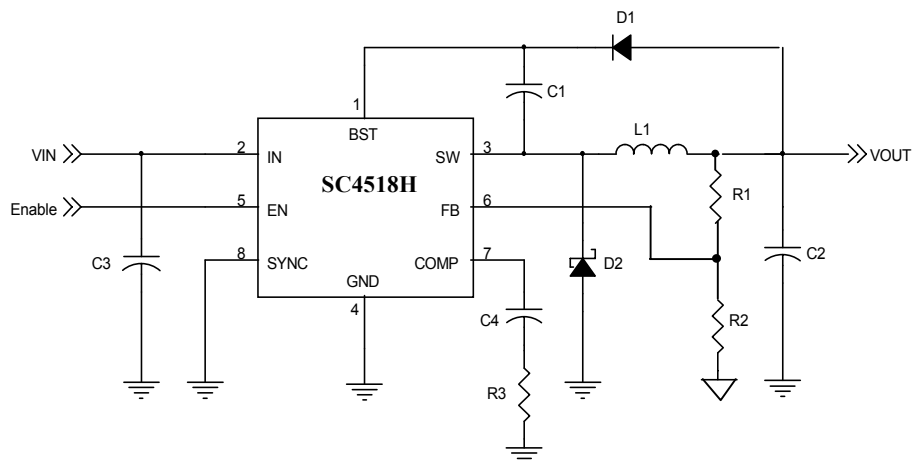 D1
C1
1
BST
L1
VIN
2
IN
SW
3
VOUT
SC4518H
R1
Enable
5
EN
FB
6
8
SYNC
COMP
7
C3
D2
C2
GND
4
C4
R2
R3